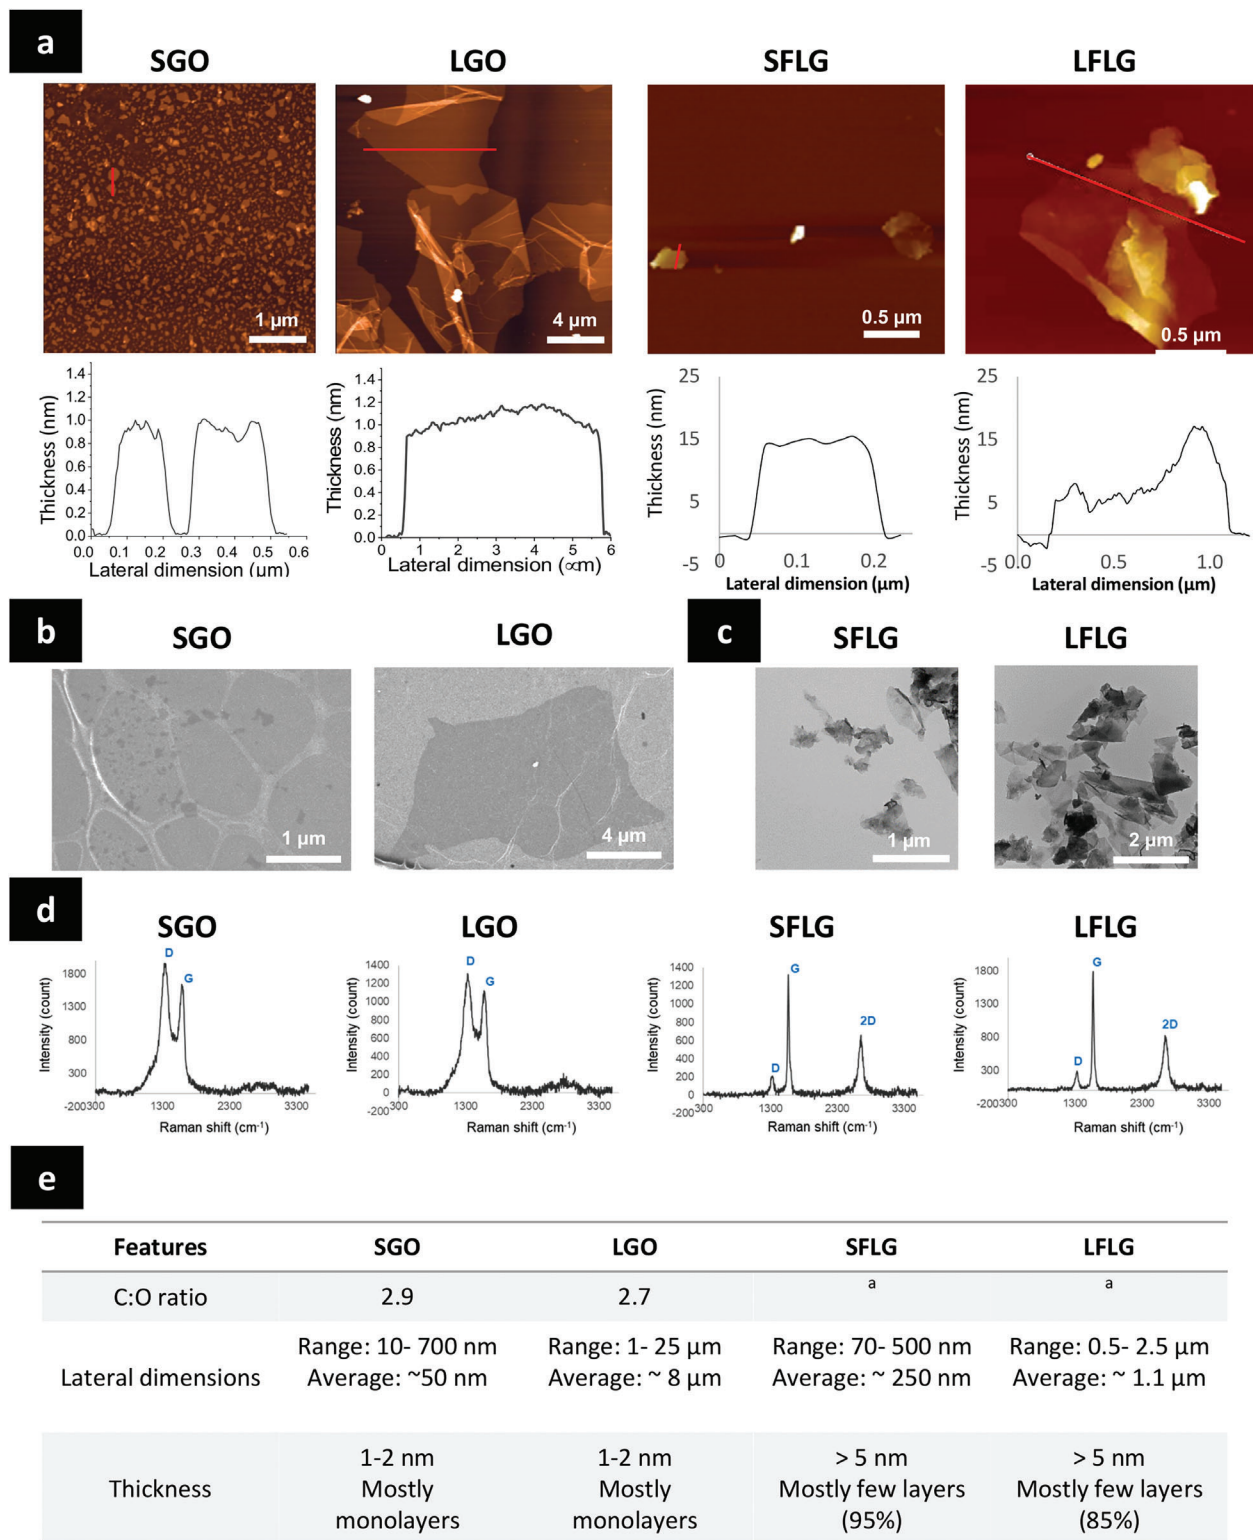 a
SGO
LGO
SFLG
LFLG
1 µm
4 µm
0.5 µm
0.5 µm
Thickness (nm)
1.4
1.2
1.0
0.8
0.6
0.4
0.2
0.0
0.0 0.1 0.2 0.3 0.4 0.5 0.6
Lateral dimension (µm)
Thickness (nm)
1.4
1.2
1.0
0.8
0.6
0.4
0.2
0.0
0 1 2 3 4 5 6
Lateral dimension (∝m)
Thickness (nm)
25
15
5
-5
0 0.1 0.2
Lateral dimension (µm)
Thickness (nm)
25
15
5
-5
0.0 0.5 1.0
Lateral dimension (µm)
b
SGO
LGO
1 µm
4 µm
c
SFLG
LFLG
1 µm
2 µm
d
SGO
LGO
SFLG
LFLG
Intensity (count)
1800
1300
800
300
-200
D
G
300 1300 2300 3300
Raman shift (cm-1)
Intensity (count)
1400
1200
1000
800
600
400
200
0
-200
D
G
300 1300 2300 3300
Raman shift (cm-1)
Intensity (count)
1400
1200
1000
800
600
400
200
0
-200
D
G
2D
300 1300 2300 3300
Raman shift (cm-1)
Intensity (count)
1800
1300
800
300
-200
D
G
2D
300 1300 2300 3300
Raman shift (cm-1)
e
Features SGO LGO SFLG LFLG
C:O ratio 2.9 2.7 a a
Range: 10- 700 nm Range: 1- 25 µm Range: 70- 500 nm Range: 0.5- 2.5 µm
Lateral dimensions Average: ~50 nm Average: ~ 8 µm Average: ~ 250 nm Average: ~ 1.1 µm
1-2 nm 1-2 nm > 5 nm > 5 nm
Thickness Mostly Mostly Mostly few layers Mostly few layers
monolayers monolayers (95%) (85%)